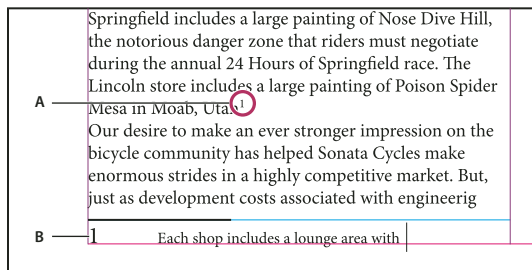 Springfield includes a large painting of Nose Dive Hill,
the notorious danger zone that riders must negotiate
during the annual 24 Hours of Springfield race. The
Lincoln store includes a large painting of Poison Spider
A
Mesa in Moab, Utah1
Our desire to make an ever stronger impression on the
bicycle community has helped Sonata Cycles make
enormous strides in a highly competitive market. But,
just as development costs associated with engineerig
B
1 Each shop includes a lounge area with